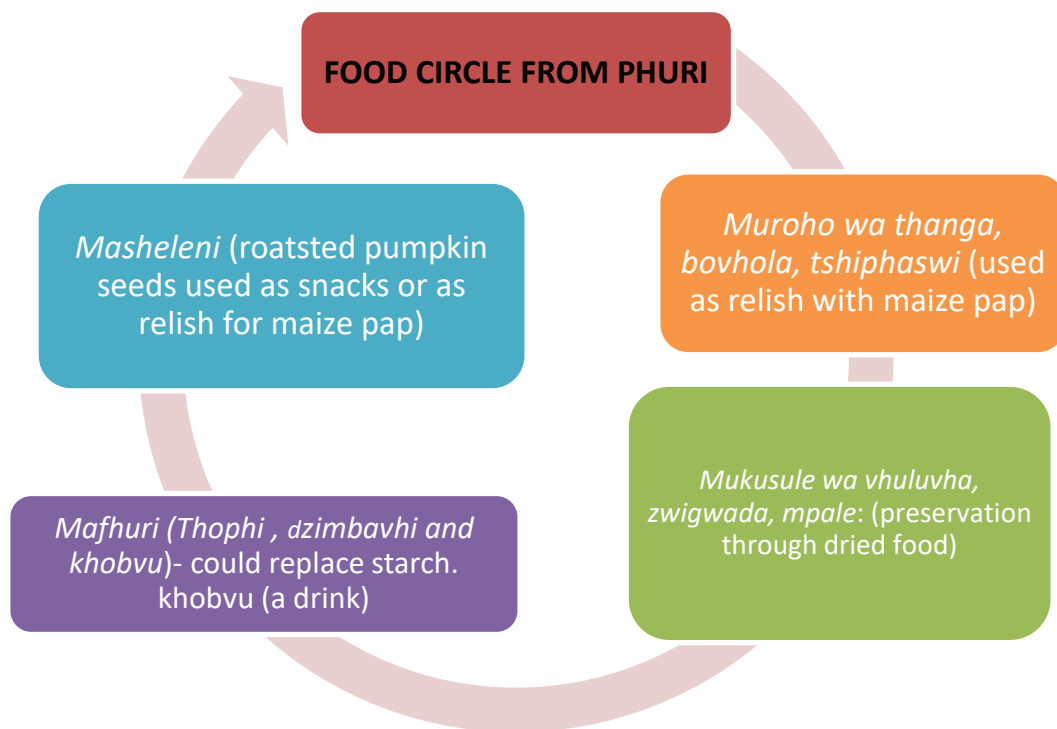 FOOD CIRCLE FROM PHURI
Muroho wa thanga,
bovhola, tshiphaswi (used
as relish with maize pap)
Mukusule wa vhuluvha,
zwigwada, mpale: (preservation
through dried food)
Mafhuri (Thophi , dzimbavhi and
khobvu)- could replace starch.
khobvu (a drink)
Masheleni (roatsted pumpkin
seeds used as snacks or as
relish for maize pap)